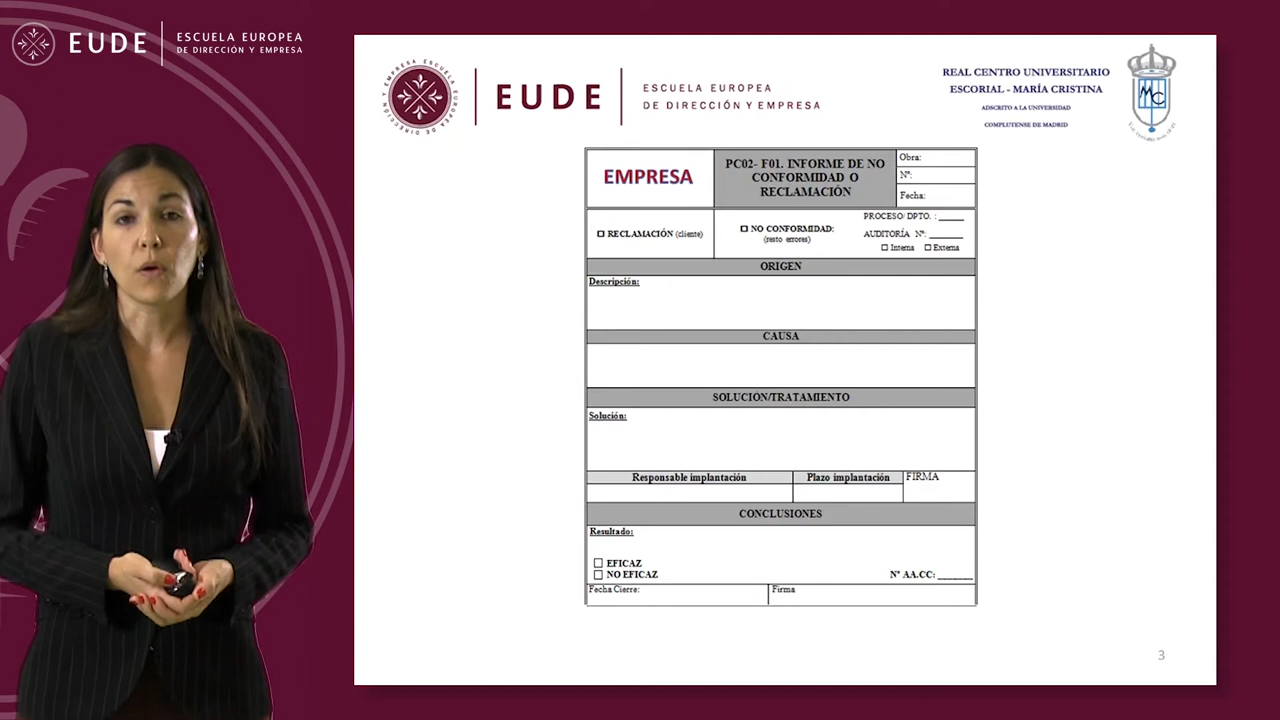 EUDE
ESCUELA EUROPEA
DE DIRECCIÓN Y EMPRESA
EUDE
ESCUELA EUROPEA
DE DIRECCIÓN Y EMPRESA
REAL CENTRO UNIVERSITARIO
ESCORIAL - MARÍA CRISTINA
ADSCRITO A LA UNIVERSIDAD
COMPLUTENSE DE MADRID
EMPRESA
PC02- F01. INFORME DE NO
CONFORMIDAD O
RECLAMACIÓN
Obra:
Nº:
Fecha:
RECLAMACIÓN (cliente)
NO CONFORMIDAD:
(resto errores)
PROCESO/ DPTO. : _____
AUDITORÍA Nº: _______
Interna Externa
ORIGEN
Descripción:
CAUSA
SOLUCIÓN/TRATAMIENTO
Solución:
Responsable implantación
Plazo implantación
FIRMA
CONCLUSIONES
Resultado:
EFICAZ
NO EFICAZ
Nº AA.CC: _______
Fecha Cierre:
Firma
3